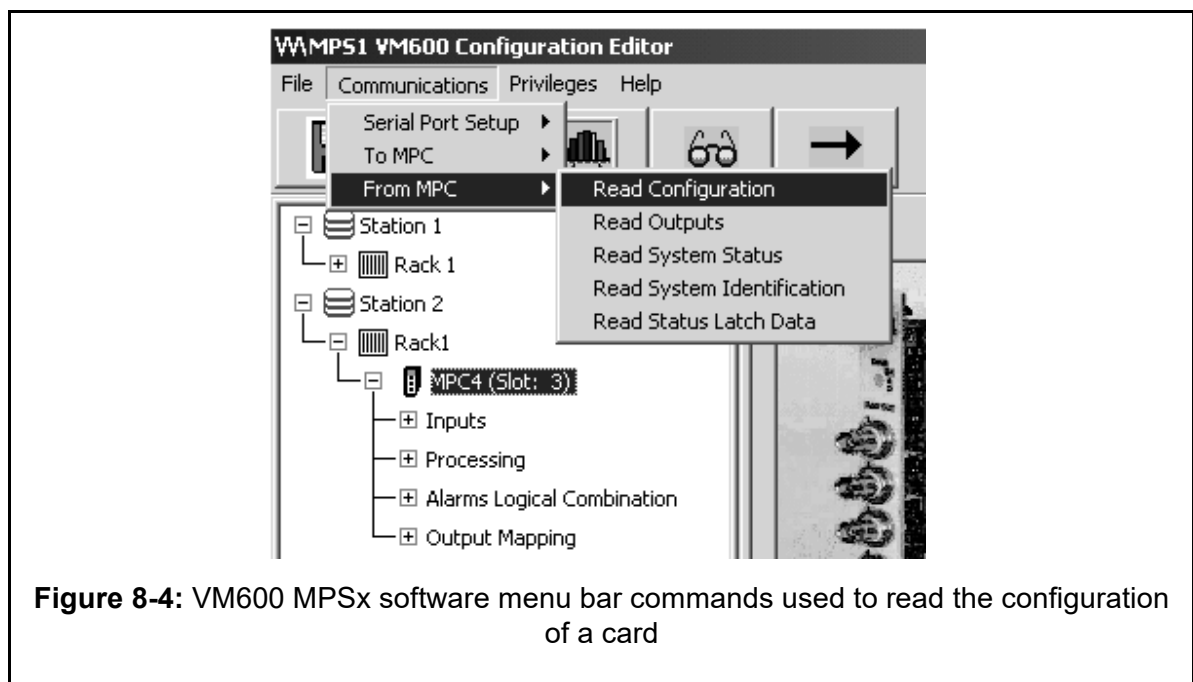 MPS1 VM600 Configuration Editor
File Communications Privileges Help
Serial Port Setup
To MPC
From MPC
Read Configuration
Read Outputs
Read System Status
Read System Identification
Read Status Latch Data
Station 1
Rack 1
Station 2
Rack1
MPC4 (Slot: 3)
Inputs
Processing
Alarms Logical Combination
Output Mapping
Figure 8-4: VM600 MPSx software menu bar commands used to read the configuration
of a card